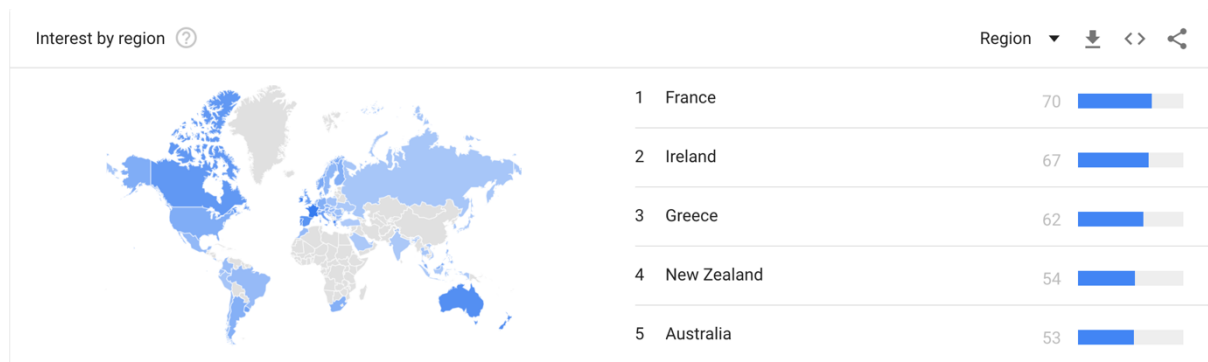 Interest by region ?
Region
1 France 70
2 Ireland 67
3 Greece 62
4 New Zealand 54
5 Australia 53